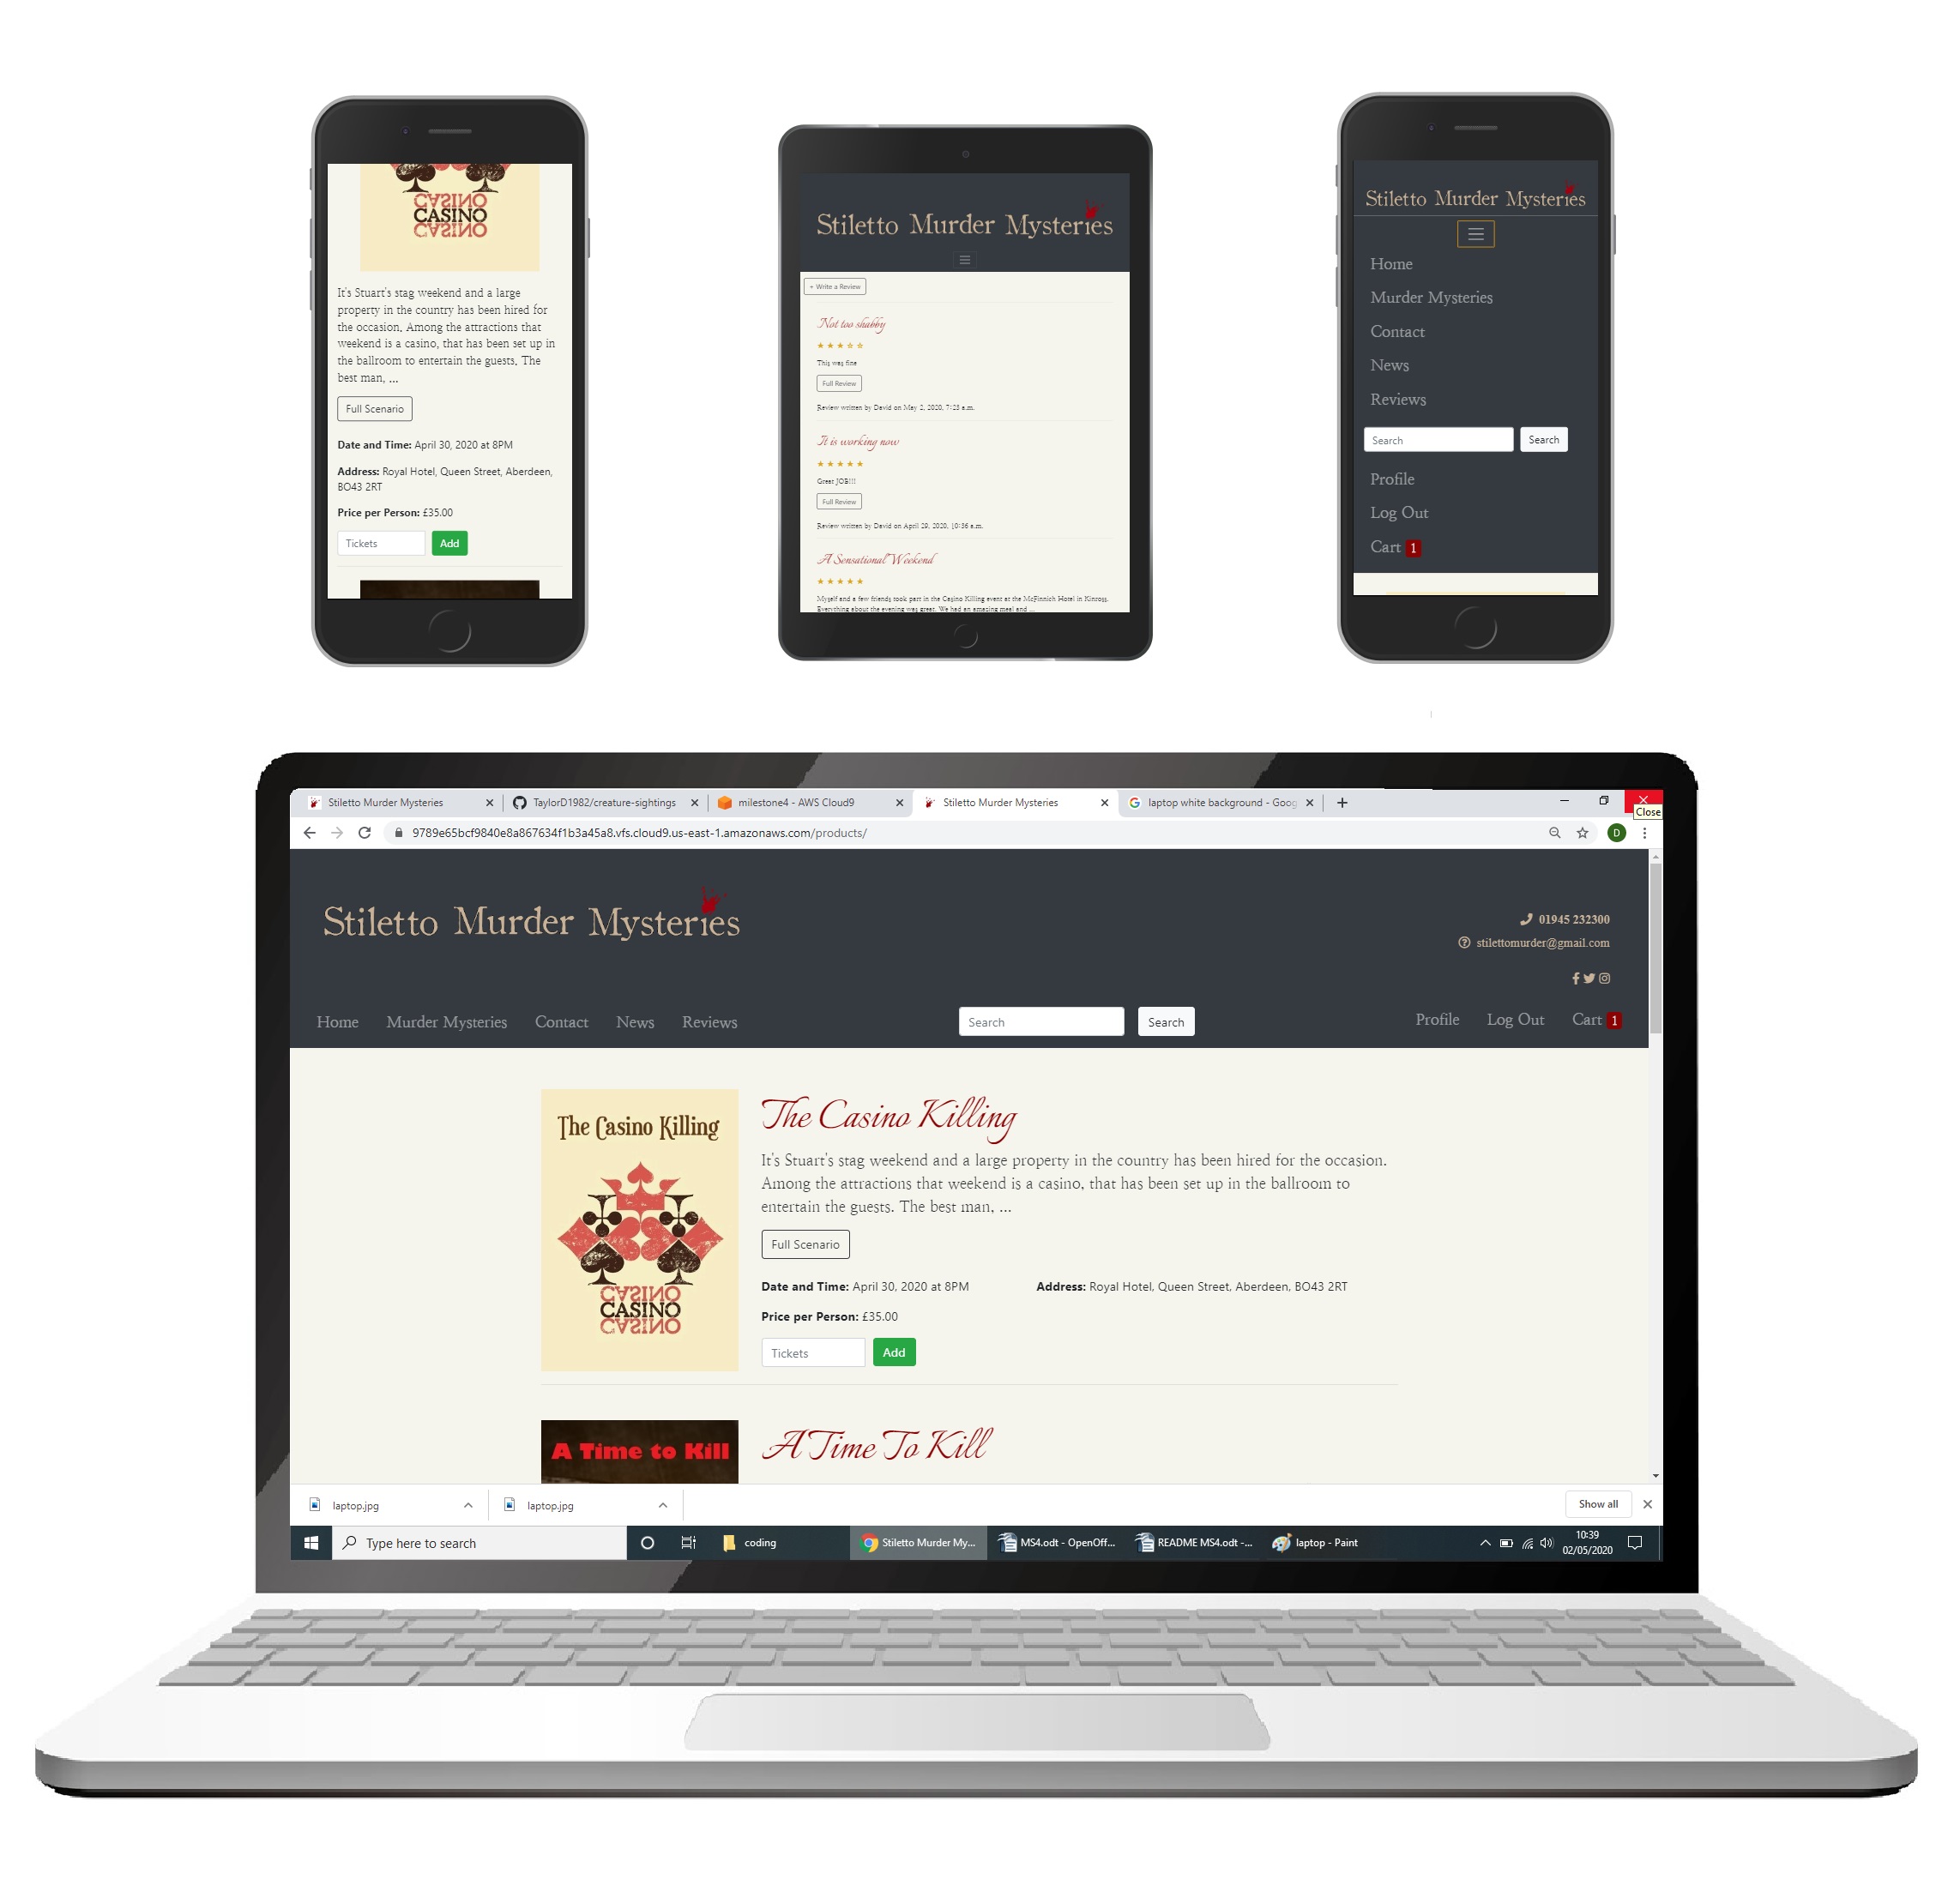 CASINO
CASINO
CASINO
It's Stuart's stag weekend and a large
property in the country has been hired for
the occasion. Among the attractions that
weekend is a casino, that has been set up in
the ballroom to entertain the guests. The
best man, ...
Full Scenario
Date and Time: April 30, 2020 at 8PM
Address: Royal Hotel, Queen Street, Aberdeen,
BO43 2RT
Price per Person: £35.00
Tickets
Add
Stiletto Murder Mysteries
+ Write a Review
Not too shabby
★★★☆☆
This was fine
Full Review
Review written by David on May 2, 2020, 7:25 a.m.
It is working now
★★★★★
Great JOB!!!
Full Review
Review written by David on April 29, 2020, 10:56 a.m.
A Sensational Weekend
★★★★★
Myself and a few friends took part in the Casino Killing event at the McFinnich Hotel in Kinross.
Everything about the evening was great. We had an amazing meal and ...
Stiletto Murder Mysteries
Home
Murder Mysteries
Contact
News
Reviews
Search
Search
Profile
Log Out
Cart 1
Stiletto Murder Mysteries
TaylorD1982/creature-sightings
milestone4 - AWS Cloud9
Stiletto Murder Mysteries
laptop white background - Goog
Close
9789e65bcf9840e8a867634f1b3a45a8.vfs.cloud9.us-east-1.amazonaws.com/products/
D
Stiletto Murder Mysteries
01945 232300
stilettomurder@gmail.com
Home
Murder Mysteries
Contact
News
Reviews
Search
Search
Profile
Log Out
Cart 1
The Casino Killing
CASINO
CASINO
CASINO
The Casino Killing
It's Stuart's stag weekend and a large property in the country has been hired for the occasion.
Among the attractions that weekend is a casino, that has been set up in the ballroom to
entertain the guests. The best man, ...
Full Scenario
Date and Time: April 30, 2020 at 8PM
Address: Royal Hotel, Queen Street, Aberdeen, BO43 2RT
Price per Person: £35.00
Tickets
Add
A Time to Kill
A Time To Kill
laptop.jpg
laptop.jpg
Show all
Type here to search
coding
Stiletto Murder My...
MS4.odt - OpenOff...
README MS4.odt -...
laptop - Paint
10:39
02/05/2020